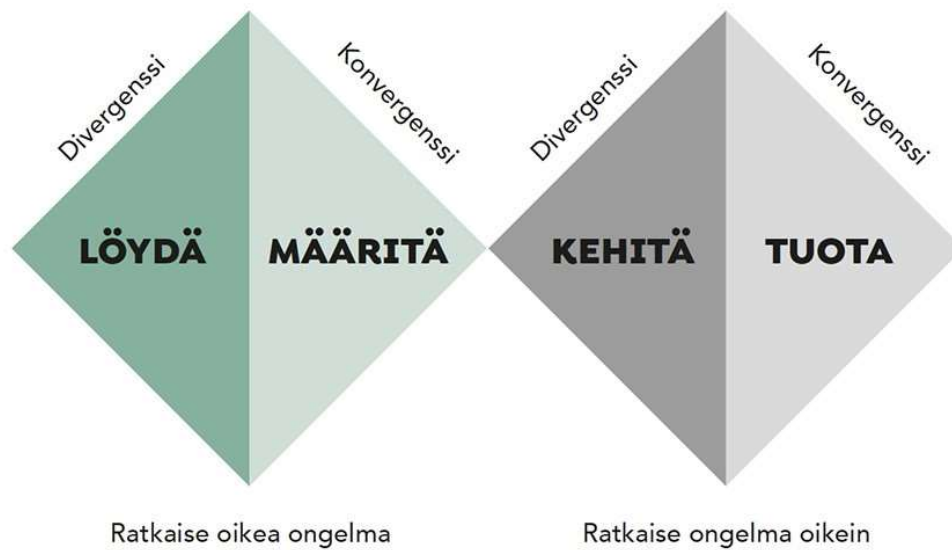 Divergenssi
Konvergenssi
Divergenssi
Konvergenssi
LÖYDÄ
MÄÄRITÄ
KEHITÄ
TUOTA
Ratkaise oikea ongelma
Ratkaise ongelma oikein